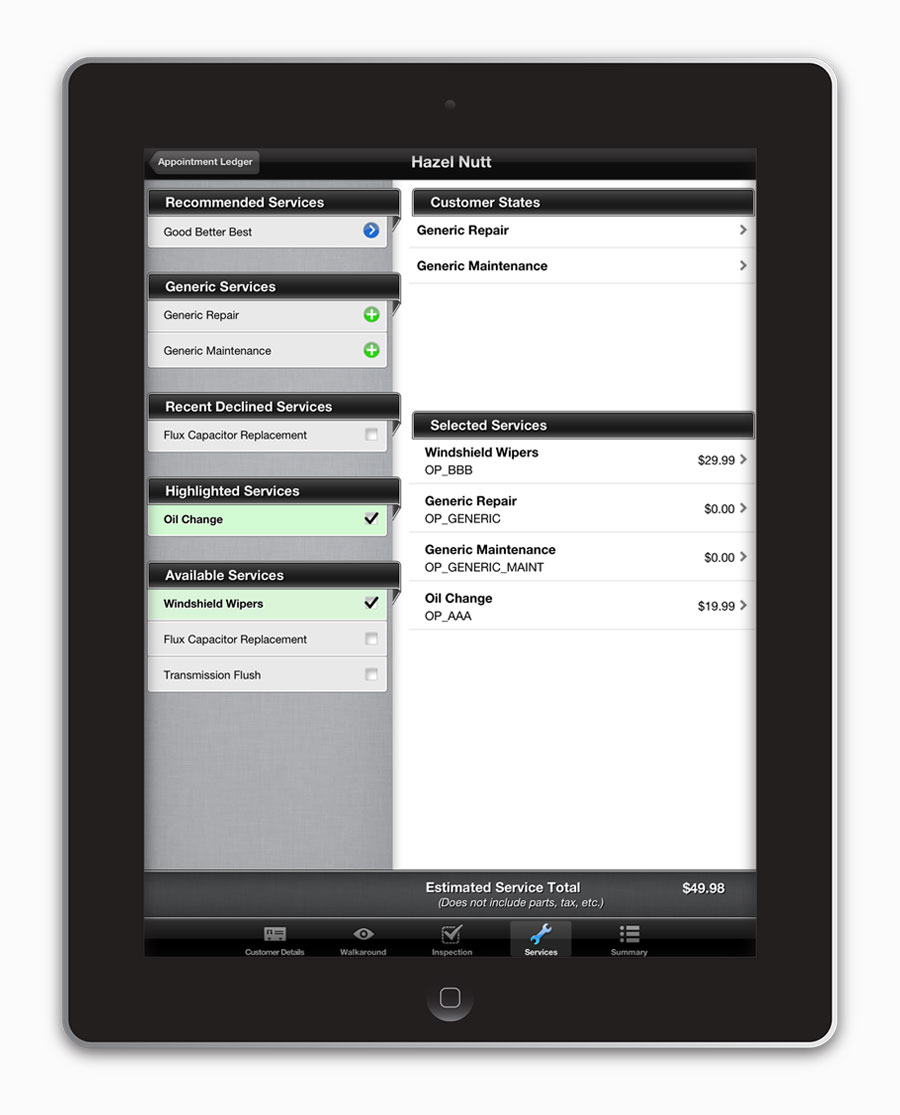 Appointment Ledger
Hazel Nutt
Recommended Services
Good Better Best
Generic Services
Generic Repair
Generic Maintenance
Recent Declined Services
Flux Capacitor Replacement
Highlighted Services
Oil Change
Available Services
Windshield Wipers
Flux Capacitor Replacement
Transmission Flush
Customer States
Generic Repair
Generic Maintenance
Selected Services
Windshield Wipers
OP_BBB
$29.99
Generic Repair
OP_GENERIC
$0.00
Generic Maintenance
OP_GENERIC_MAINT
$0.00
Oil Change
OP_AAA
$19.99
Estimated Service Total
$49.98
(Does not include parts, tax, etc.)
Customer Details
Walkaround
Inspection
Services
Summary